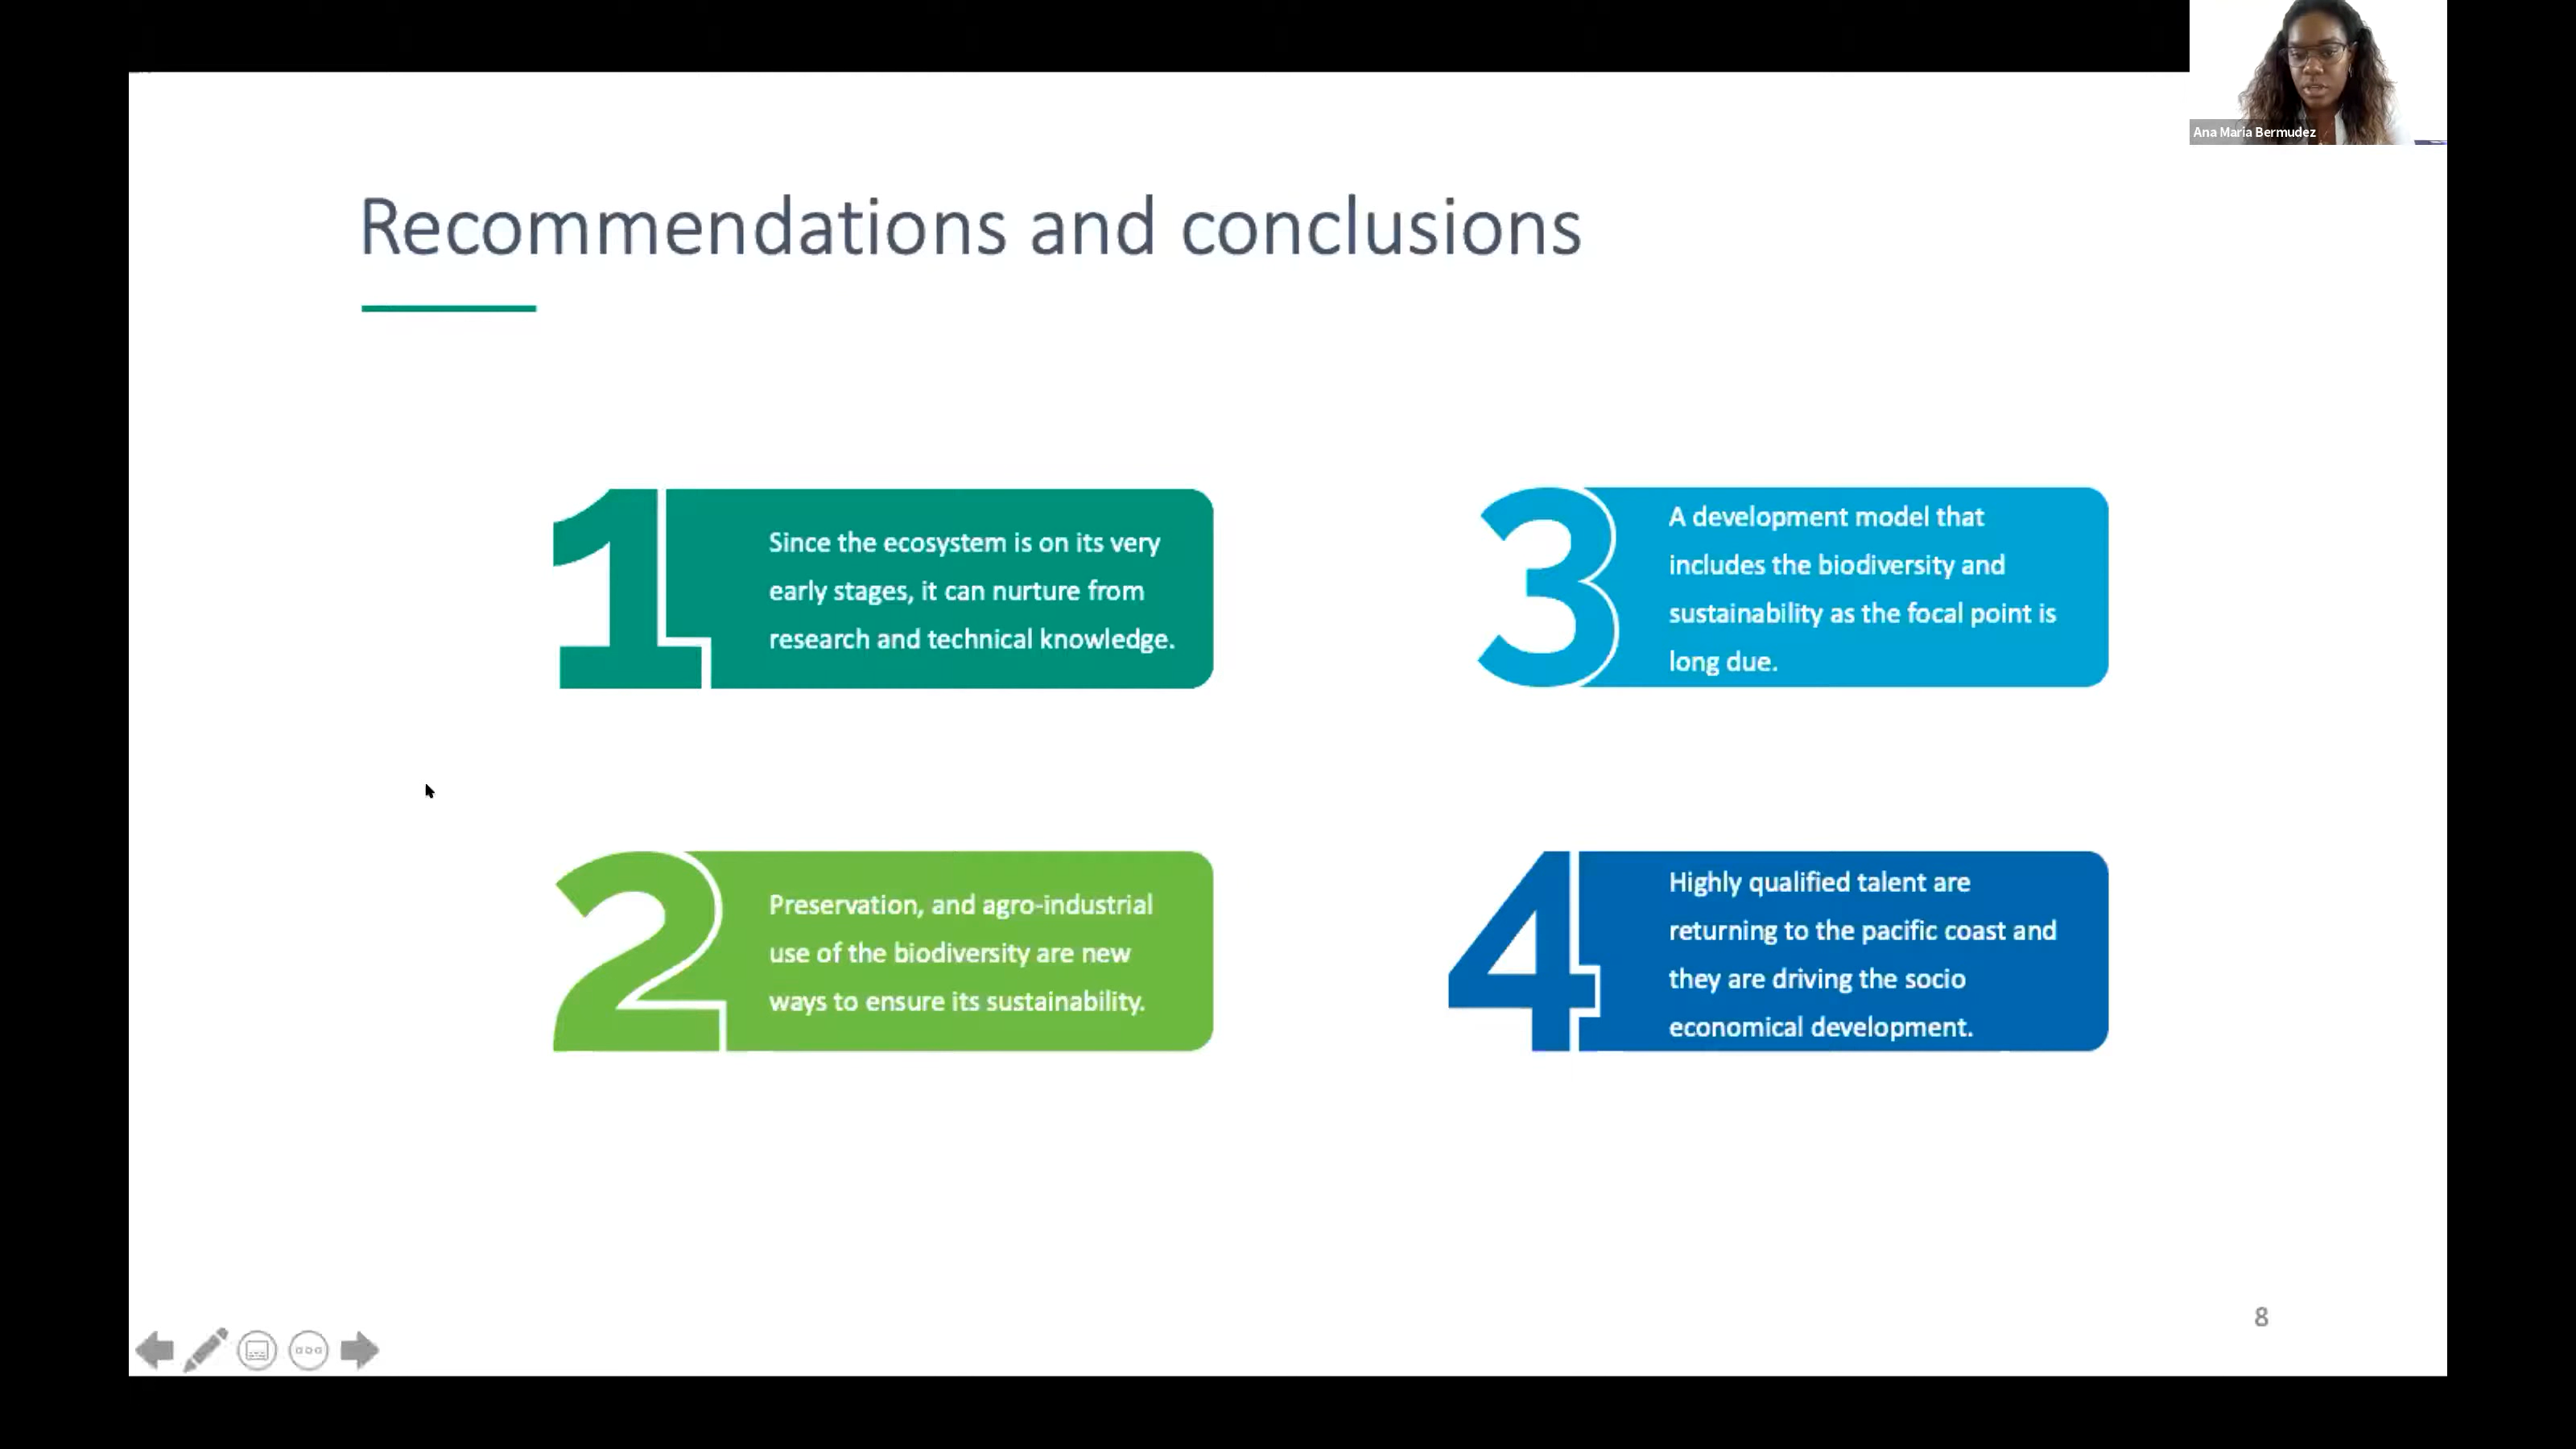 Ana Maria Bermudez
Recommendations and conclusions
1
Since the ecosystem is on its very
early stages, it can nurture from
research and technical knowledge.
2
Preservation, and agro-industrial
use of the biodiversity are new
ways to ensure its sustainability.
3
A development model that
includes the biodiversity and
sustainability as the focal point is
long due.
4
Highly qualified talent are
returning to the pacific coast and
they are driving the socio
economical development.
8